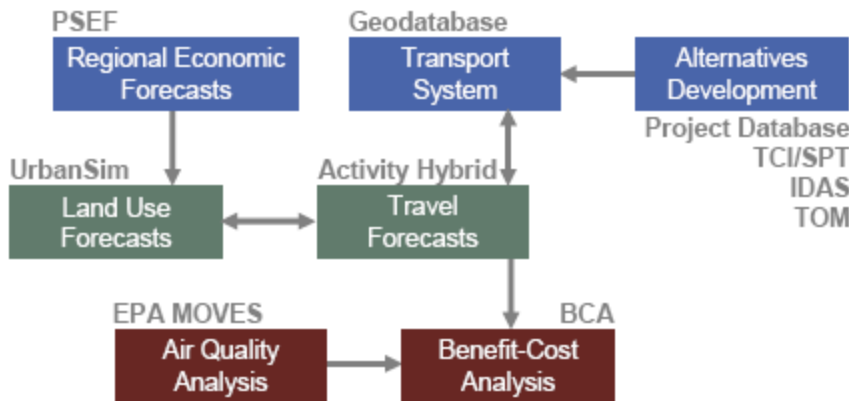 PSEF
Regional Economic
Forecasts
Geodatabase
Transport
System
Alternatives
Development
Project Database
TCI/SPT
IDAS
TOM
UrbanSim
Land Use
Forecasts
Activity Hybrid
Travel
Forecasts
EPA MOVES
Air Quality
Analysis
BCA
Benefit-Cost
Analysis